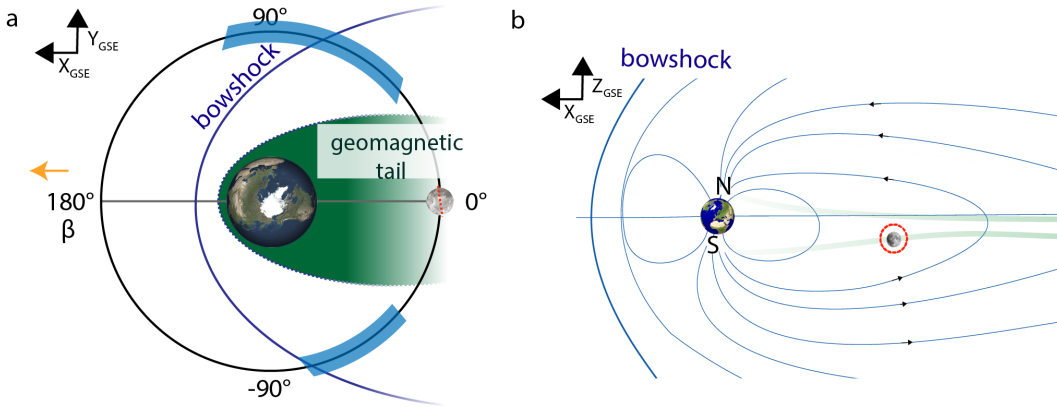 a
Y_GSE
X_GSE
90°
bowshock
geomagnetic
tail
180°
β
0°
-90°
b
bowshock
Z_GSE
X_GSE
N
S